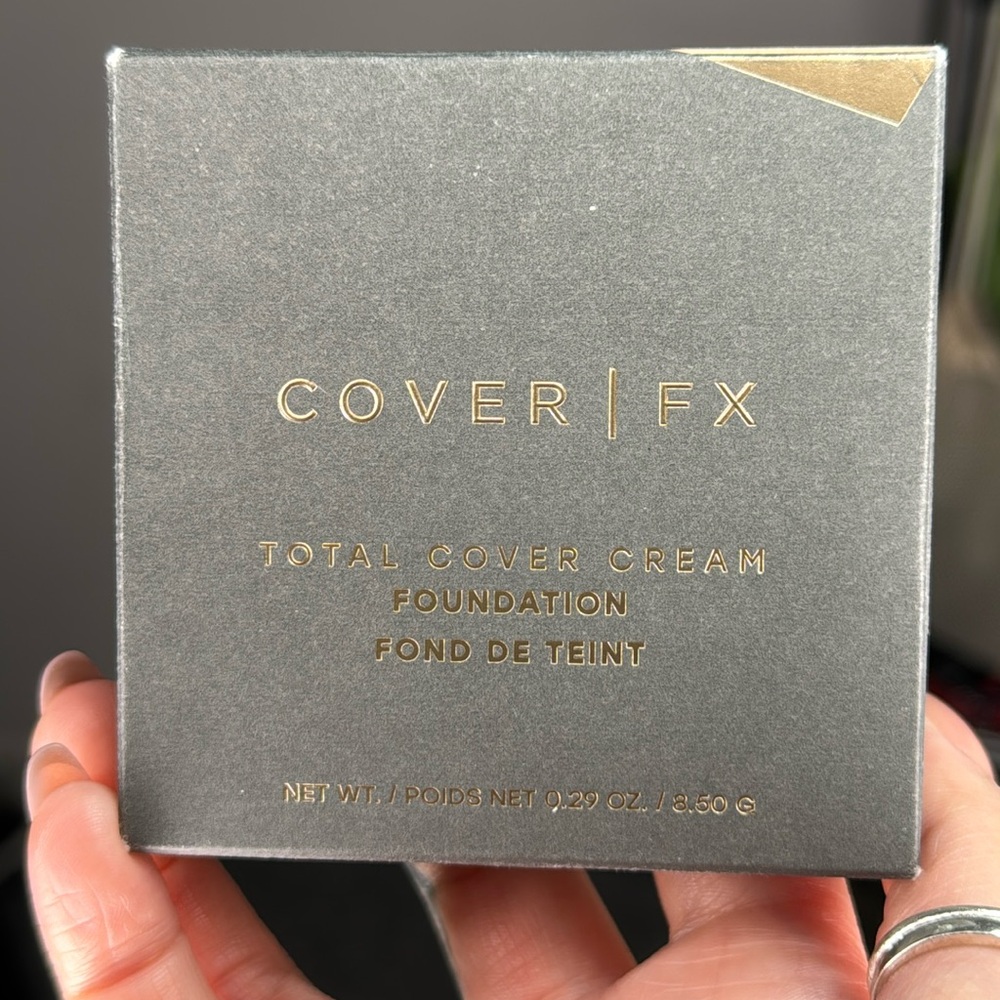 COVER | FX
TOTAL COVER CREAM
FOUNDATION
FOND DE TEINT
NET WT. / POIDS NET 0.29 OZ. / 8.50 G